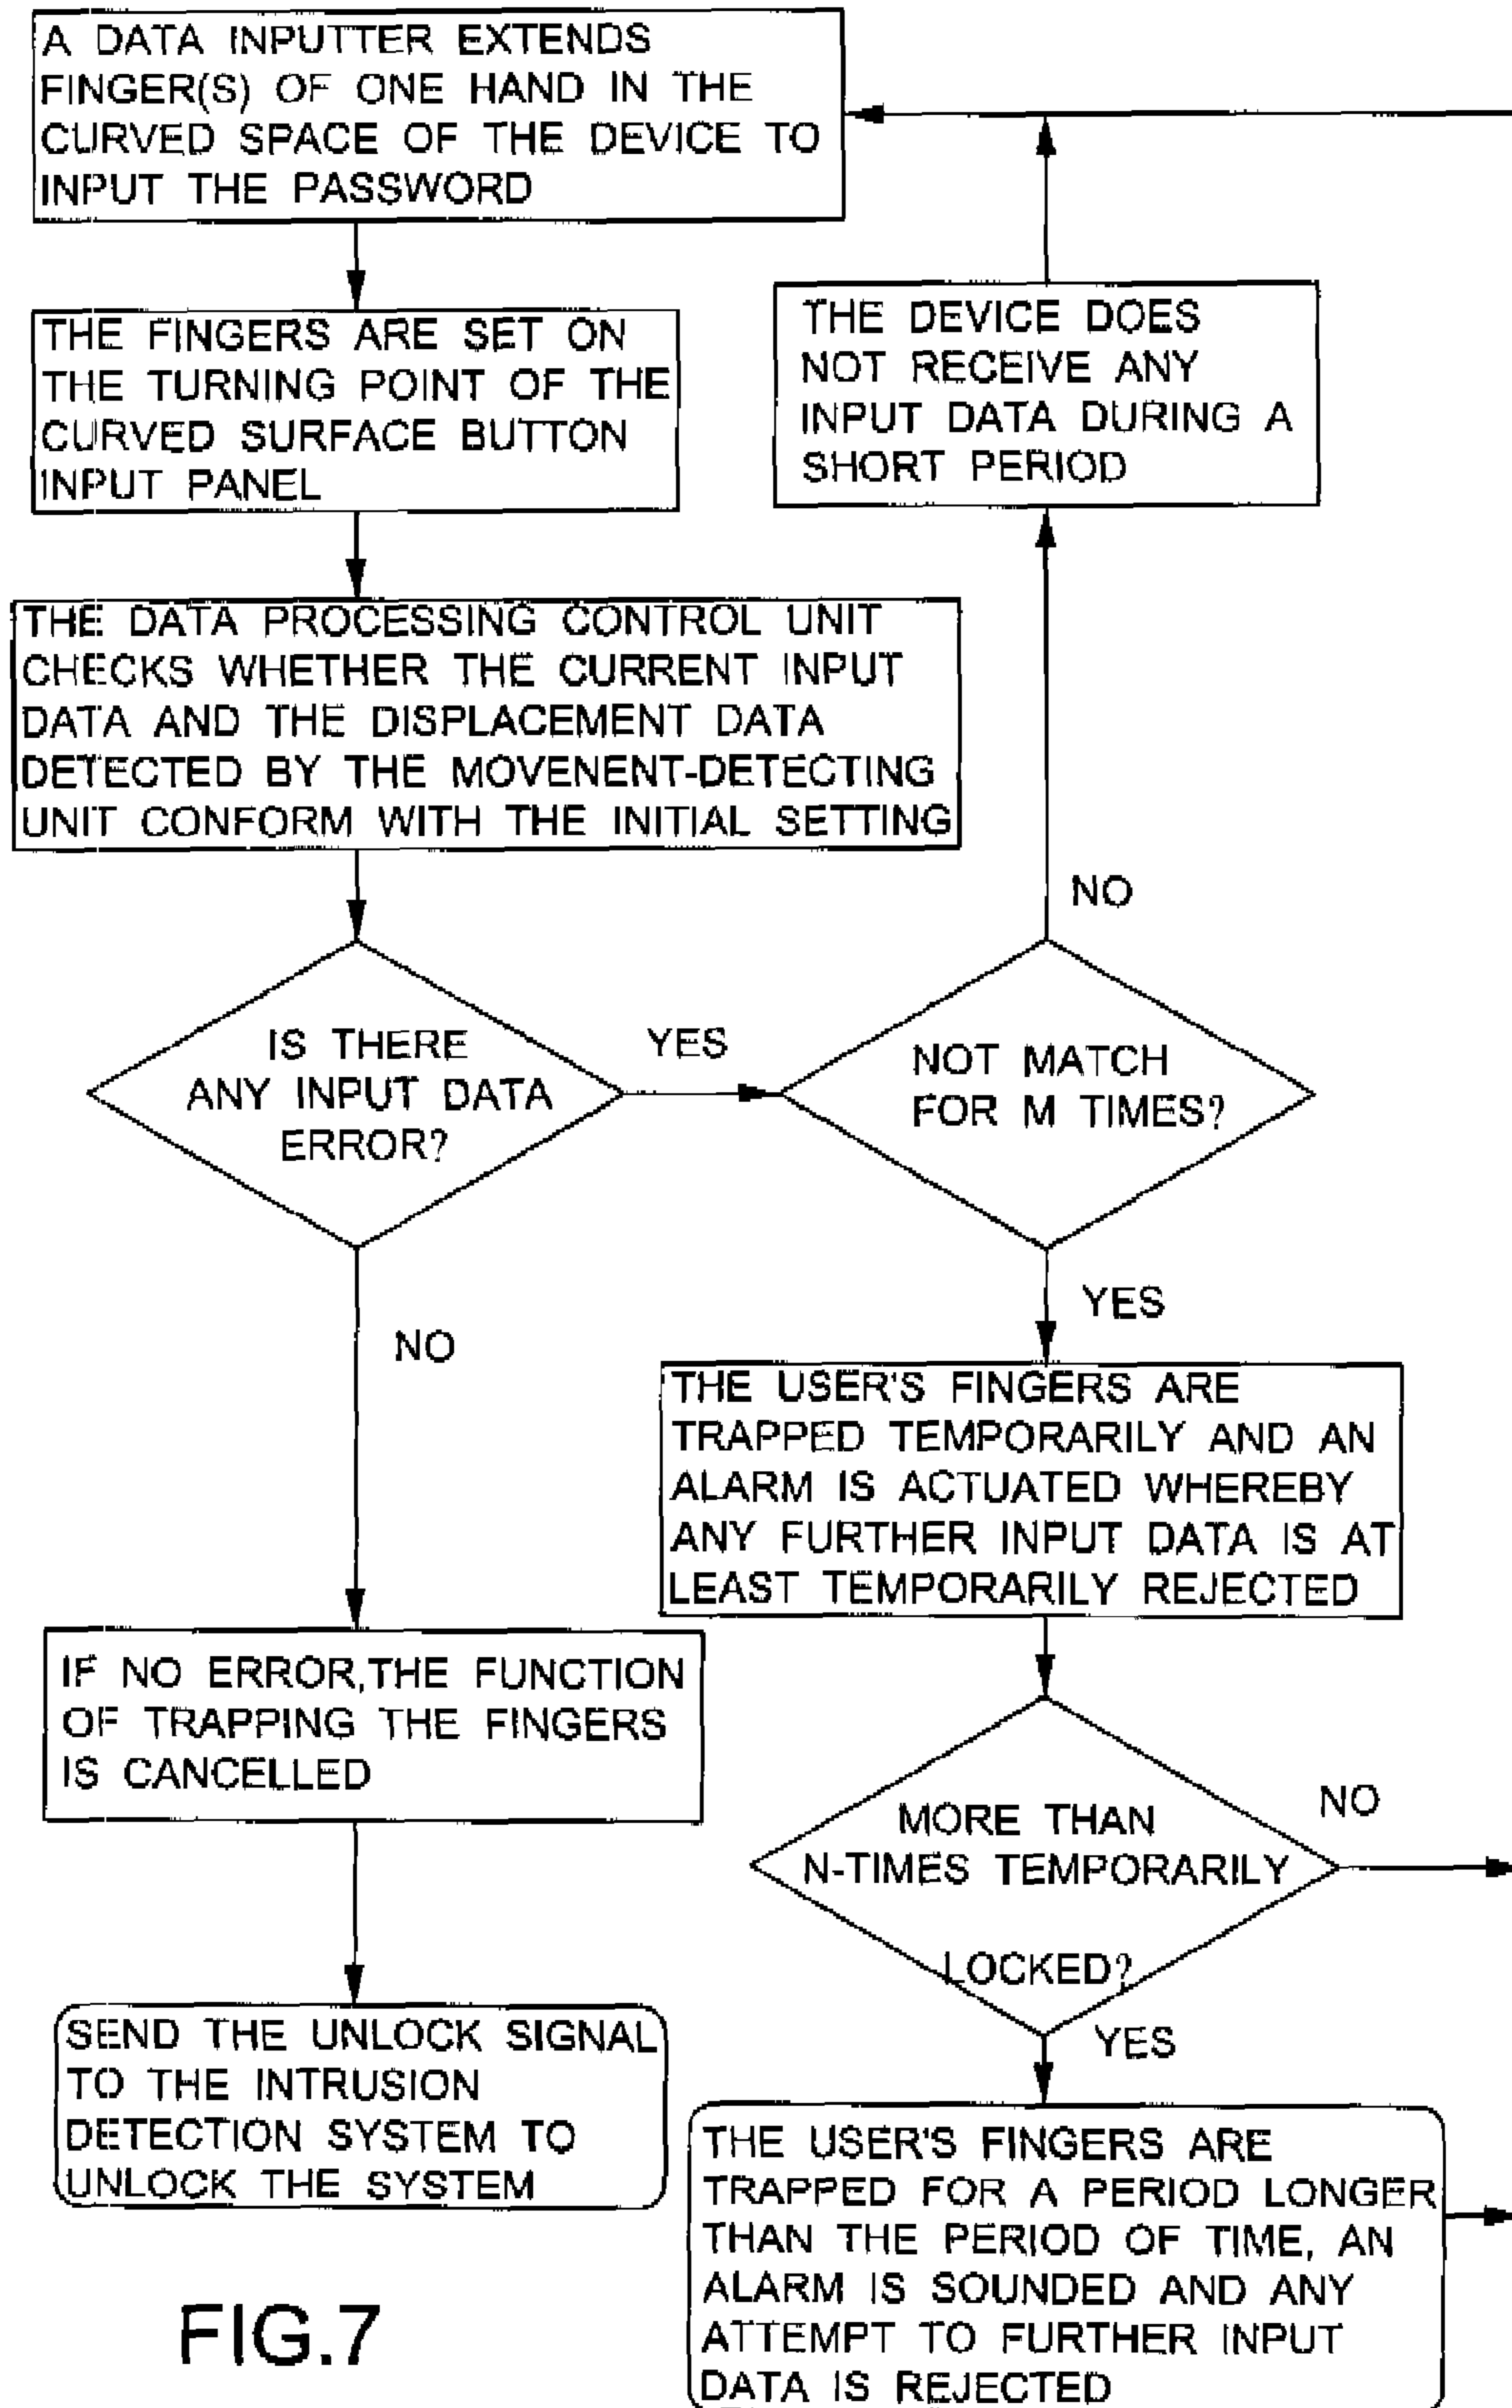 A DATA INPUTTER EXTENDS
FINGER(S) OF ONE HAND IN THE
CURVED SPACE OF THE DEVICE TO
INPUT THE PASSWORD
THE FINGERS ARE SET ON
THE TURNING POINT OF THE
CURVED SURFACE BUTTON
INPUT PANEL
THE DEVICE DOES
NOT RECEIVE ANY
INPUT DATA DURING A
SHORT PERIOD
THE DATA PROCESSING CONTROL UNIT
CHECKS WHETHER THE CURRENT INPUT
DATA AND THE DISPLACEMENT DATA
DETECTED BY THE MOVENENT-DETECTING
UNIT CONFORM WITH THE INITIAL SETTING
NO
IS THERE
ANY INPUT DATA
ERROR?
YES
NOT MATCH
FOR M TIMES?
YES
NO
THE USER'S FINGERS ARE
TRAPPED TEMPORARILY AND AN
ALARM IS ACTUATED WHEREBY
ANY FURTHER INPUT DATA IS AT
LEAST TEMPORARILY REJECTED
IF NO ERROR,THE FUNCTION
OF TRAPPING THE FINGERS
IS CANCELLED
MORE THAN
N-TIMES TEMPORARILY
LOCKED?
NO
YES
SEND THE UNLOCK SIGNAL
TO THE INTRUSION
DETECTION SYSTEM TO
UNLOCK THE SYSTEM
THE USER'S FINGERS ARE
TRAPPED FOR A PERIOD LONGER
THAN THE PERIOD OF TIME, AN
ALARM IS SOUNDED AND ANY
ATTEMPT TO FURTHER INPUT
DATA IS REJECTED
FIG.7